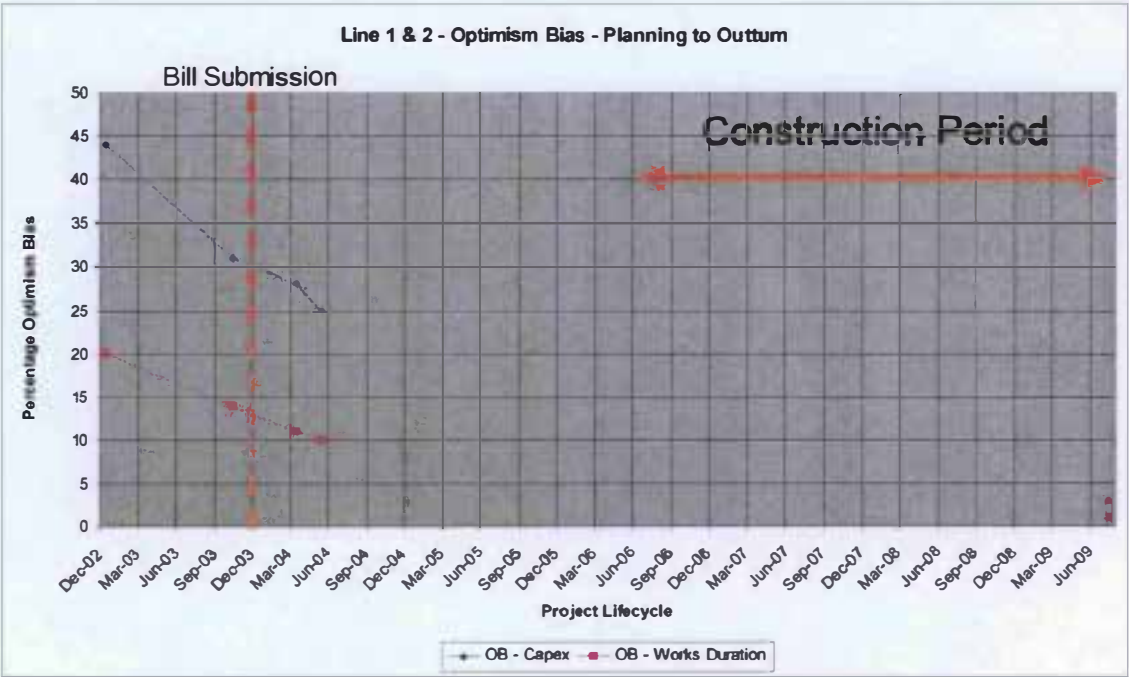 Line 1 & 2 - Optimism Bias - Planning to Outturn
Bill Submission
Construction Period
Percentage Optimism Bias
50
45
40
35
30
25
20
15
10
5
0
Dec-02
Mar-03
Jun-03
Sep-03
Dec-03
Mar-04
Jun-04
Sep-04
Dec-04
Mar-05
Jun-05
Sep-05
Dec-05
Mar-06
Jun-06
Sep-06
Dec-06
Mar-07
Jun-07
Sep-07
Dec-07
Mar-08
Jun-08
Sep-08
Dec-08
Mar-09
Jun-09
Project Lifecycle
OB - Capex OB - Works Duration